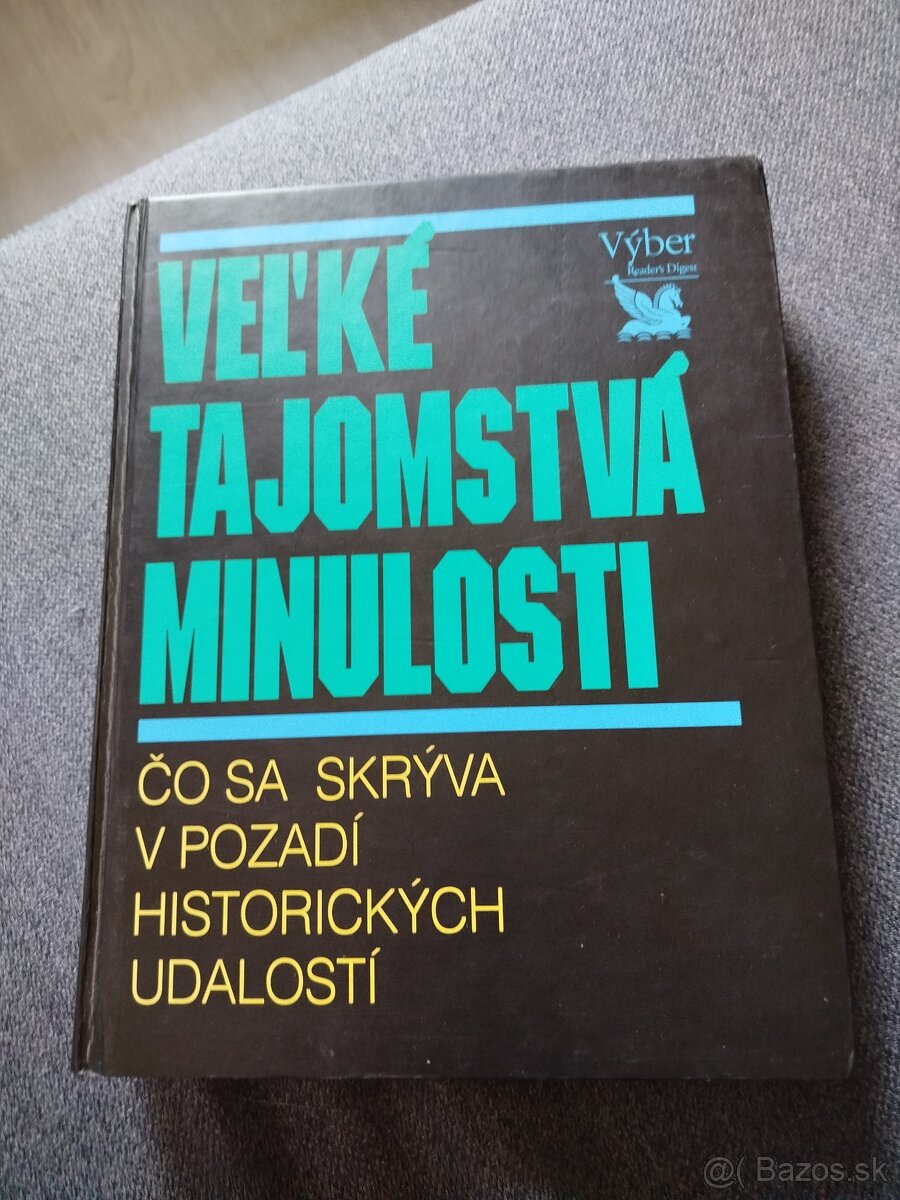 VEĽKÉ
Výber
Reader's Digest
TAJOMSTVÁ
MINULOSTI
ČO SA SKRÝVA
V POZADÍ
HISTORICKÝCH
UDALOSTÍ
@( Bazos.sk